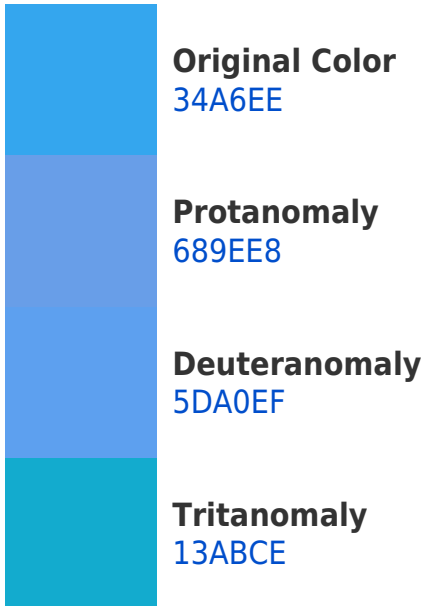 Original Color
34A6EE
Protanomaly
689EE8
Deuteranomaly
5DA0EF
Tritanomaly
13ABCE